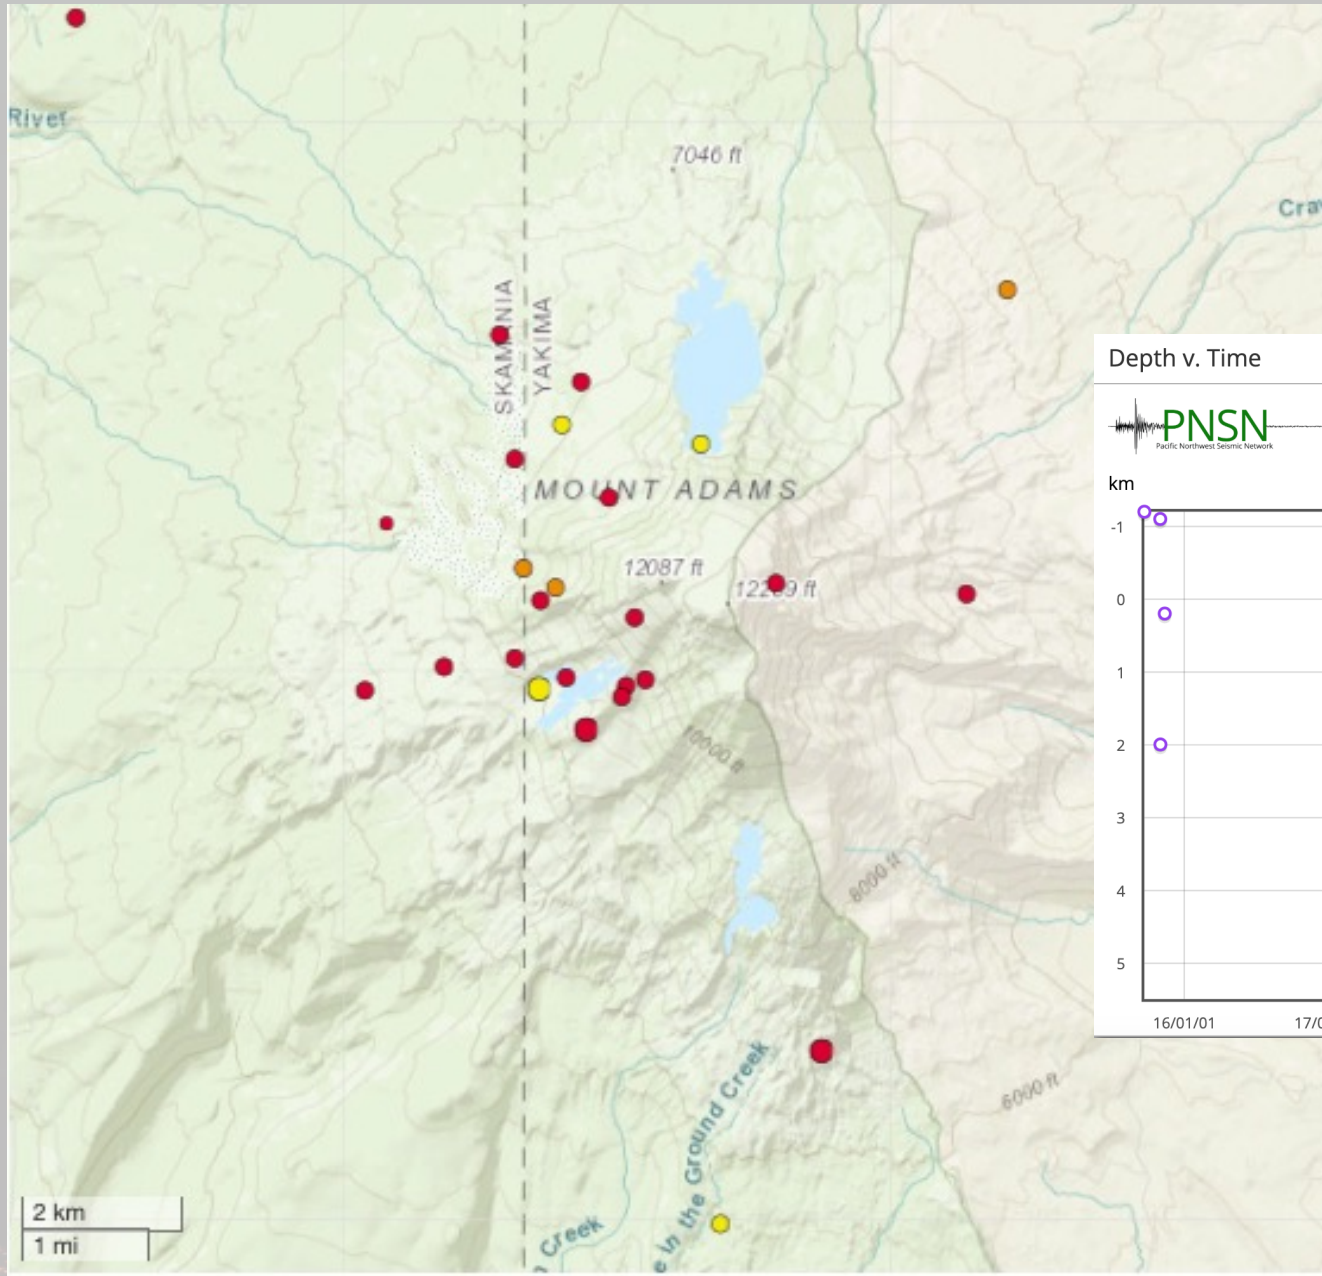 River
7046 ft
Cra
SKAMANIA
YAKIMA
MOUNT ADAMS
12087 ft
10000 ft
8000 ft
6000 ft
in the Ground Creek
Creek
2 km
1 mi
Depth v. Time
PNSN
Pacific Northwest Seismic Network
km
-1
0
1
2
3
4
5
16/01/01
17/0